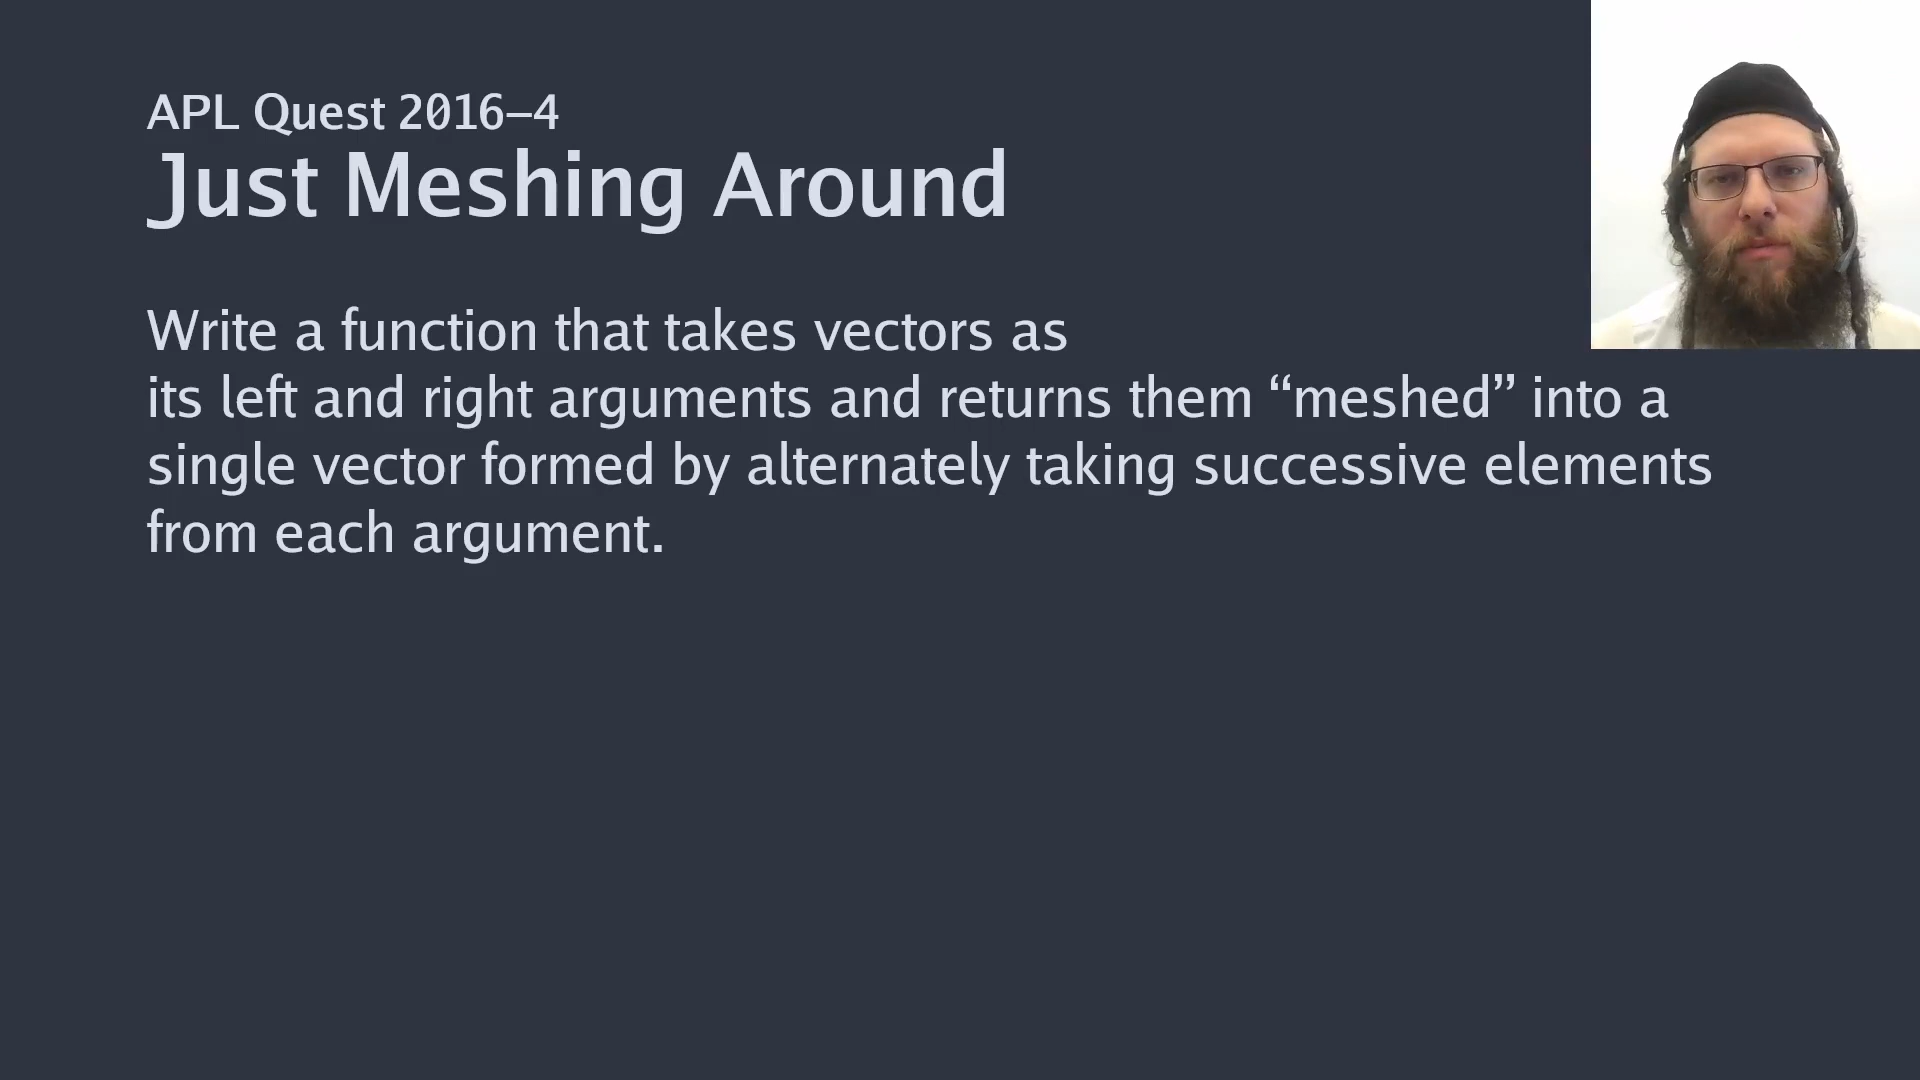 APL Quest 2016–4
Just Meshing Around
Write a function that takes vectors as
its left and right arguments and returns them “meshed” into a
single vector formed by alternately taking successive elements
from each argument.